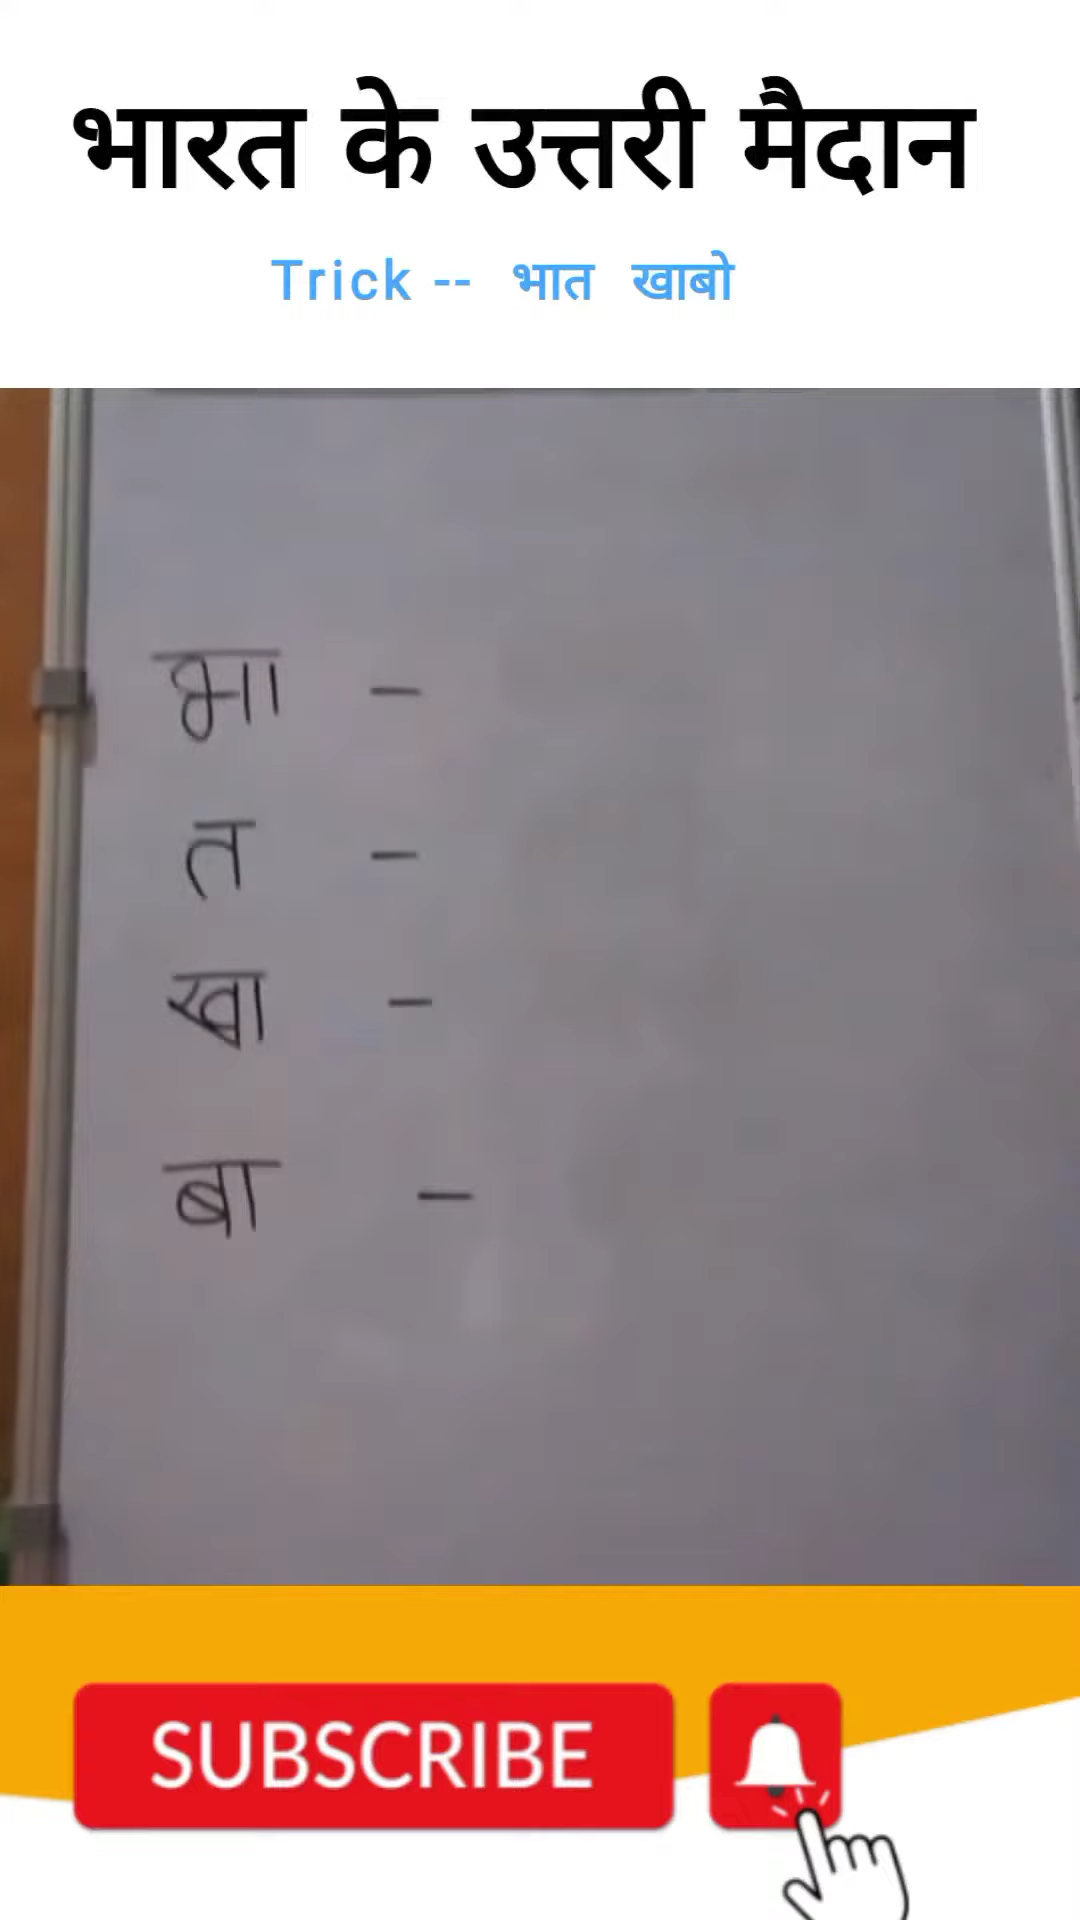 भारत के उत्तरी मैदान
Trick -- भात खाबो
भा -
त -
खा -
बा -
SUBSCRIBE